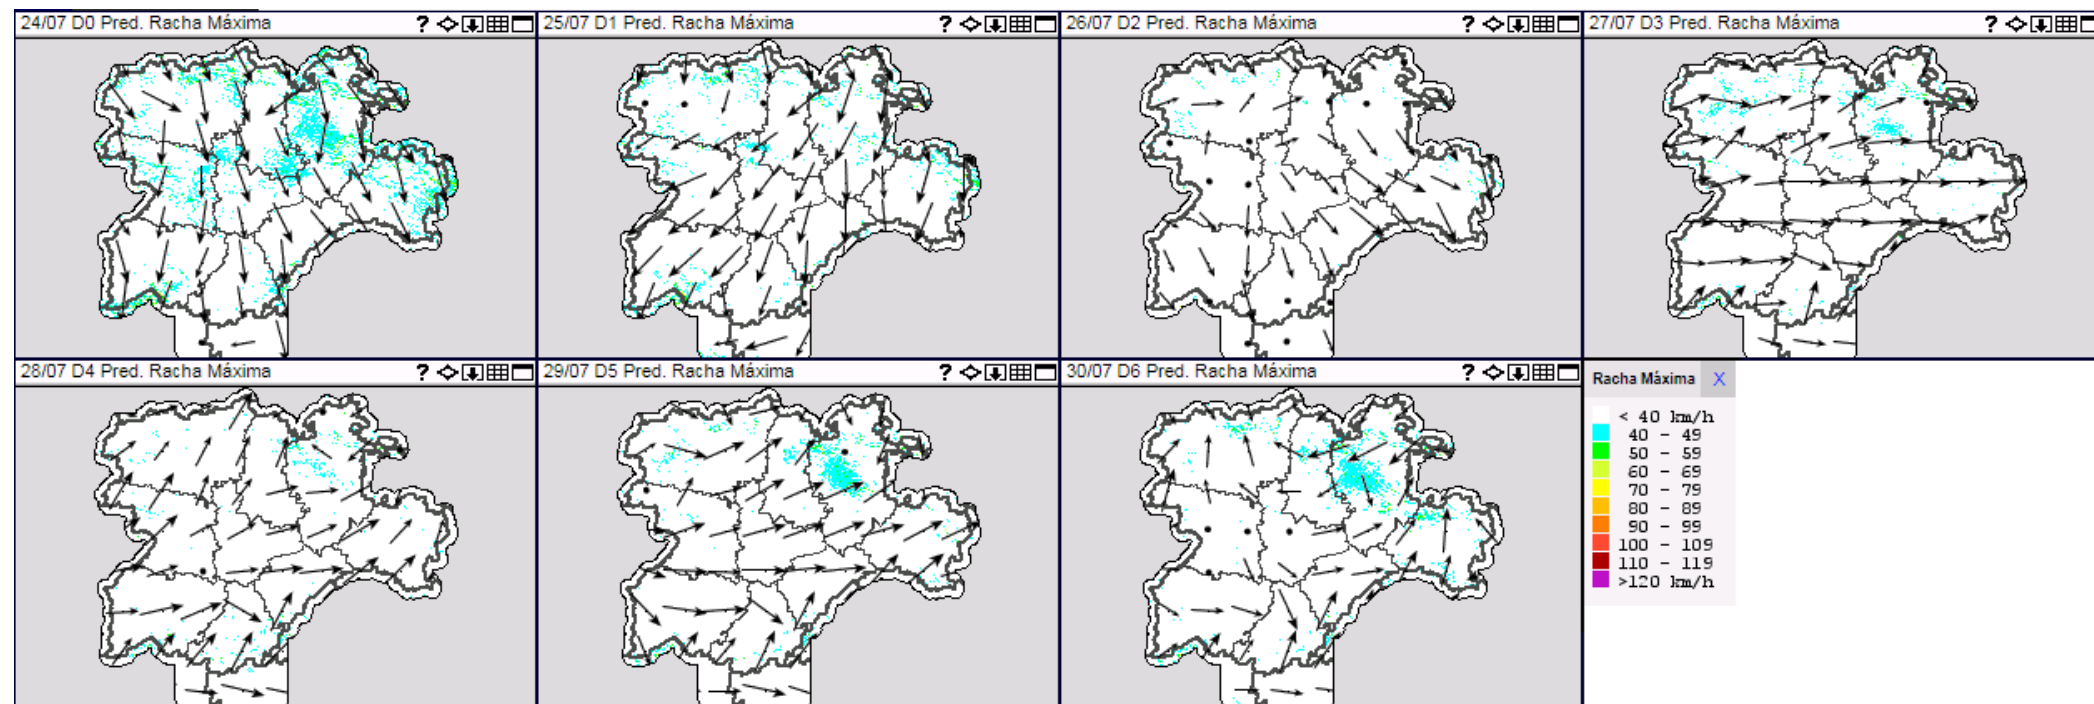 24/07 D0 Pred. Racha Máxima ?
25/07 D1 Pred. Racha Máxima ?
26/07 D2 Pred. Racha Máxima ?
27/07 D3 Pred. Racha Máxima ?
28/07 D4 Pred. Racha Máxima ?
29/07 D5 Pred. Racha Máxima ?
30/07 D6 Pred. Racha Máxima ?
Racha Máxima X
< 40 km/h
40 - 49
50 - 59
60 - 69
70 - 79
80 - 89
90 - 99
100 - 109
110 - 119
>120 km/h